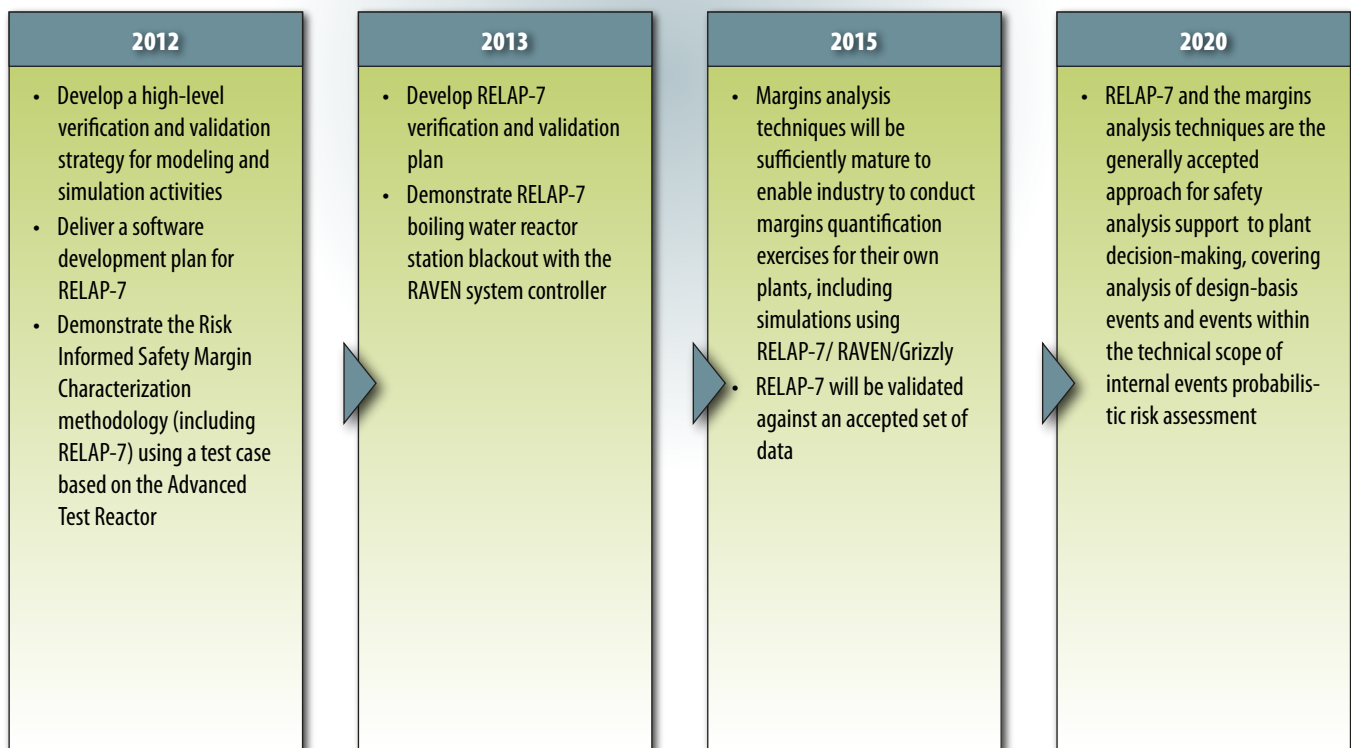 2012
• Develop a high-level
verification and validation
strategy for modeling and
simulation activities
• Deliver a software
development plan for
RELAP-7
• Demonstrate the Risk
Informed Safety Margin
Characterization
methodology (including
RELAP-7) using a test case
based on the Advanced
Test Reactor
2013
• Develop RELAP-7
verification and validation
plan
• Demonstrate RELAP-7
boiling water reactor
station blackout with the
RAVEN system controller
2015
• Margins analysis
techniques will be
sufficiently mature to
enable industry to conduct
margins quantification
exercises for their own
plants, including
simulations using
RELAP-7/ RAVEN/Grizzly
• RELAP-7 will be validated
against an accepted set of
data
2020
• RELAP-7 and the margins
analysis techniques are the
generally accepted
approach for safety
analysis support to plant
decision-making, covering
analysis of design-basis
events and events within
the technical scope of
internal events probabilis-
tic risk assessment